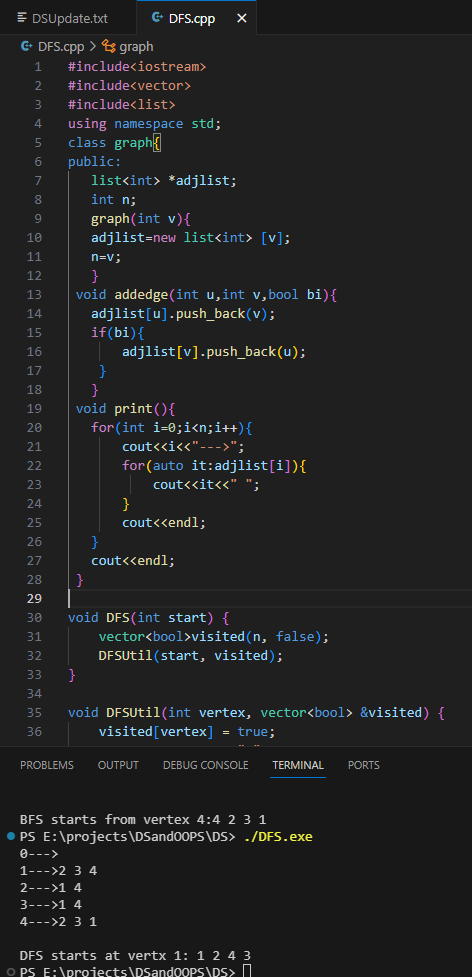 DSUpdate.txt DFS.cpp ×
DFS.cpp > graph
1 #include<iostream>
2 #include<vector>
3 #include<list>
4 using namespace std;
5 class graph{
6 public:
7 list<int> *adjlist;
8 int n;
9 graph(int v){
10 adjlist=new list<int> [v];
11 n=v;
12 }
13 void addedge(int u,int v,bool bi){
14 adjlist[u].push_back(v);
15 if(bi){
16 adjlist[v].push_back(u);
17 }
18 }
19 void print(){
20 for(int i=0;i<n;i++){
21 cout<<i<<"--->";
22 for(auto it:adjlist[i]){
23 cout<<it<<" ";
24 }
25 cout<<endl;
26 }
27 cout<<endl;
28 }
29
30 void DFS(int start) {
31 vector<bool>visited(n, false);
32 DFSUtil(start, visited);
33 }
34
35 void DFSUtil(int vertex, vector<bool> &visited) {
36 visited[vertex] = true;
PROBLEMS OUTPUT DEBUG CONSOLE TERMINAL PORTS
BFS starts from vertex 4:4 2 3 1
PS E:\projects\DSandOOPS\DS> ./DFS.exe
0--->
1--->2 3 4
2--->1 4
3--->1 4
4--->2 3 1
DFS starts at vertx 1: 1 2 4 3
PS E:\projects\DSandOOPS\DS>